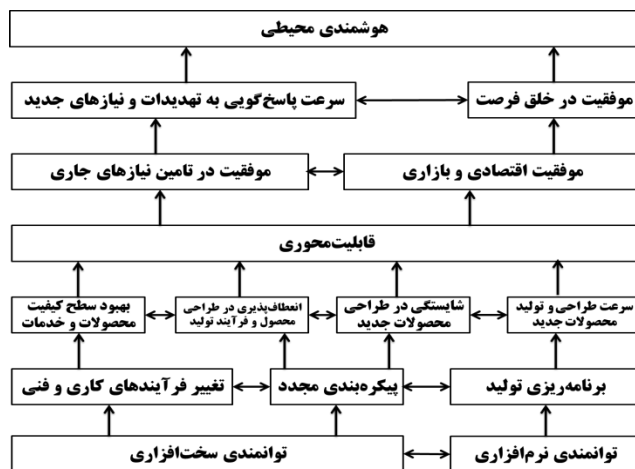 هوشمندی محیطی
موفقیت در خلق فرصت
سرعت پاسخ‌گویی به تهدیدات و نیازهای جدید
موفقیت اقتصادی و بازاری
موفقیت در تامین نیازهای جاری
قابلیت‌محوری
سرعت طراحی و تولید
محصولات جدید
شایستگی در طراحی
محصولات جدید
انعطاف‌پذیری در طراحی
محصول و فرآیند تولید
بهبود سطح کیفیت
محصولات و خدمات
برنامه‌ریزی تولید
پیکره‌بندی مجدد
تغییر فرآیندهای کاری و فنی
توانمندی نرم‌افزاری
توانمندی سخت‌افزاری